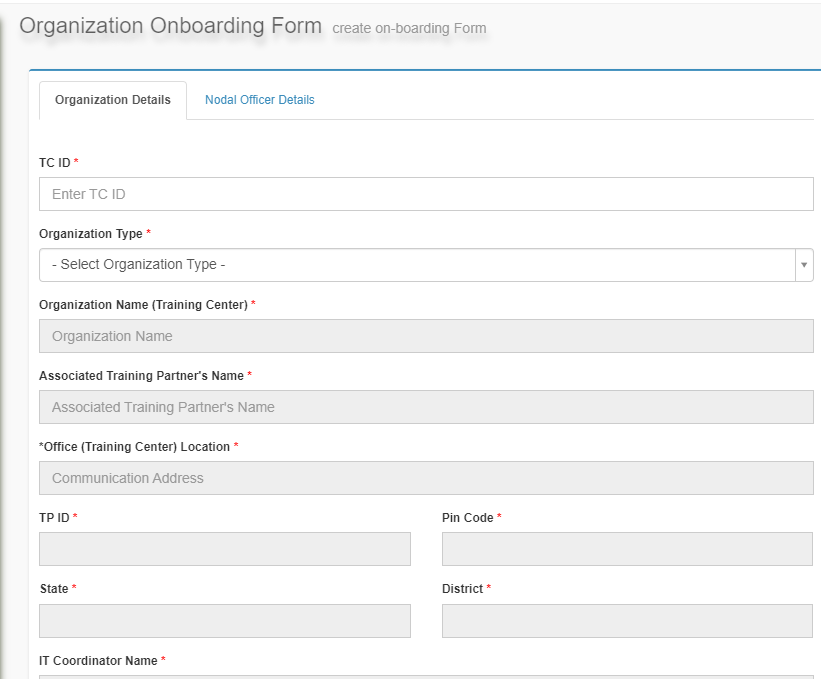 Organization Onboarding Form create on-boarding Form
Organization Details Nodal Officer Details
TC ID *
Enter TC ID
Organization Type *
- Select Organization Type -
Organization Name (Training Center) *
Organization Name
Associated Training Partner's Name *
Associated Training Partner's Name
*Office (Training Center) Location *
Communication Address
TP ID * Pin Code *
State * District *
IT Coordinator Name *